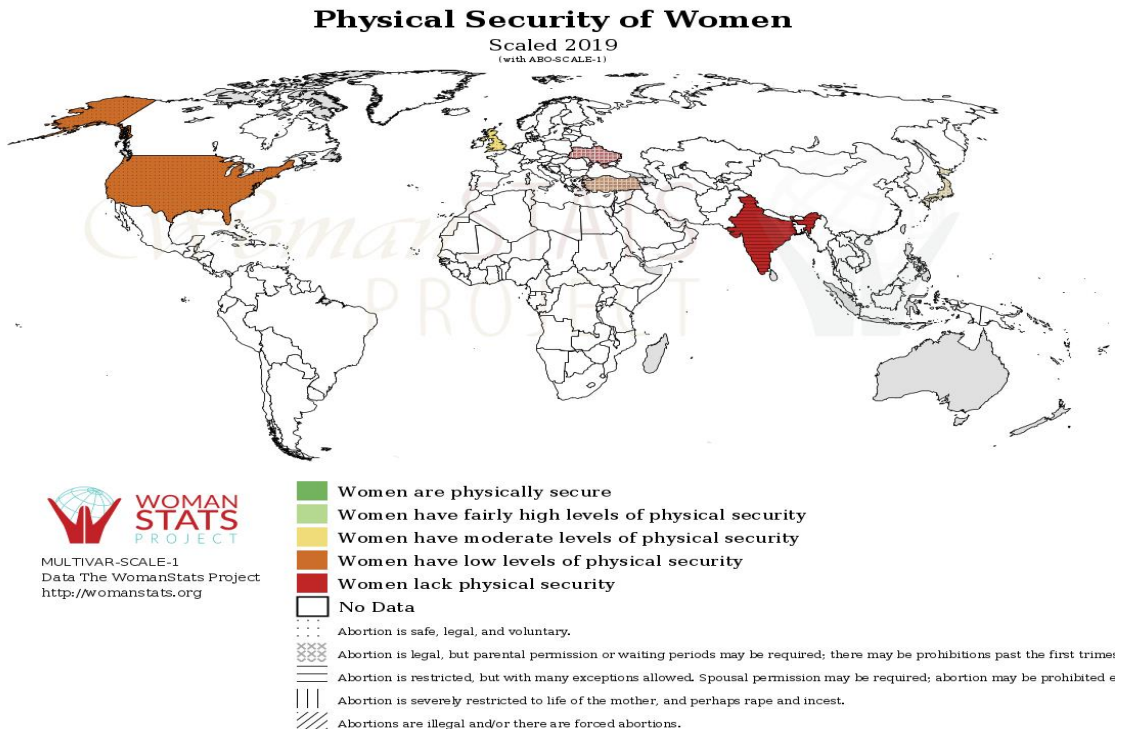 Physical Security of Women
Scaled 2019
(with ABO-SCALE-1)
WomanSTATS
PROJECT
WOMAN
STATS
PROJECT
MULTIVAR-SCALE-1
Data The WomanStats Project
http://womanstats.org
Women are physically secure
Women have fairly high levels of physical security
Women have moderate levels of physical security
Women have low levels of physical security
Women lack physical security
No Data
Abortion is safe, legal, and voluntary.
Abortion is legal, but parental permission or waiting periods may be required; there may be prohibitions past the first trimes
Abortion is restricted, but with many exceptions allowed. Spousal permission may be required; abortion may be prohibited e
Abortion is severely restricted to life of the mother, and perhaps rape and incest.
Abortions are illegal and/or there are forced abortions.